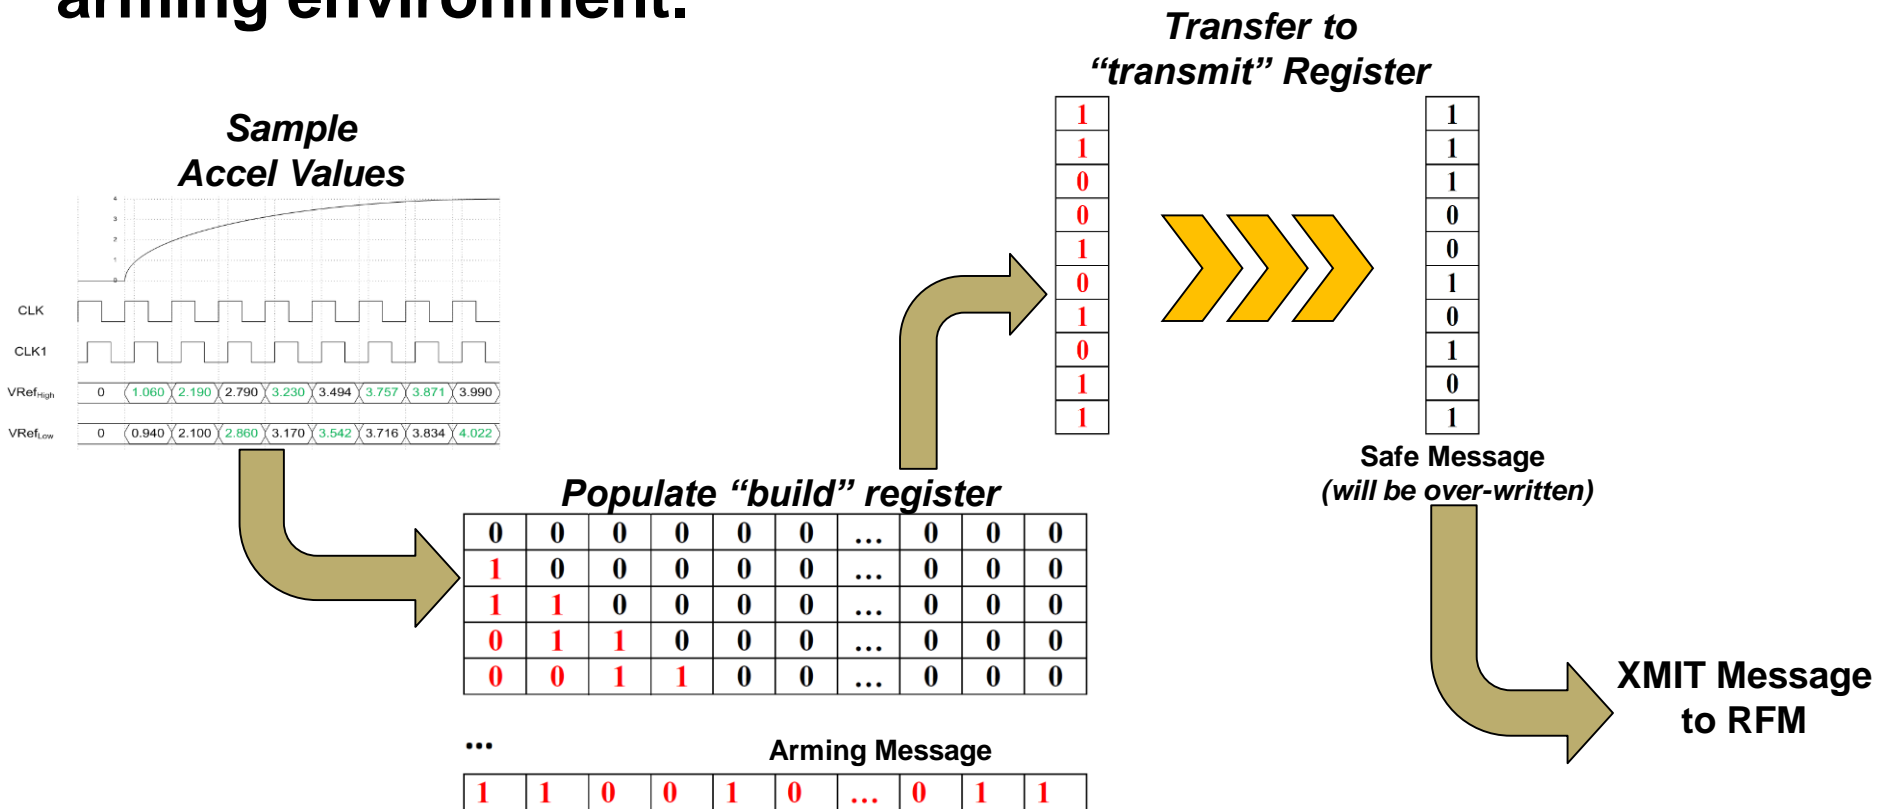 arming environment.
Transfer to
“transmit” Register
Sample
Accel Values
4
3
2
1
0
CLK
CLK1
VRefHigh 0 1.060 2.190 2.790 3.230 3.494 3.757 3.871 3.990
VRefLow 0 0.940 2.100 2.860 3.170 3.542 3.716 3.834 4.022
1 1
1 1
0 1
0 0
1 0
0 1
1 0
0 1
1 0
1 1
Safe Message
(will be over-written)
Populate “build” register
0 0 0 0 0 0 ... 0 0 0
1 0 0 0 0 0 ... 0 0 0
1 1 0 0 0 0 ... 0 0 0
0 1 1 0 0 0 ... 0 0 0
0 0 1 1 0 0 ... 0 0 0
XMIT Message
to RFM
...
Arming Message
1 1 0 0 1 0 ... 0 1 1